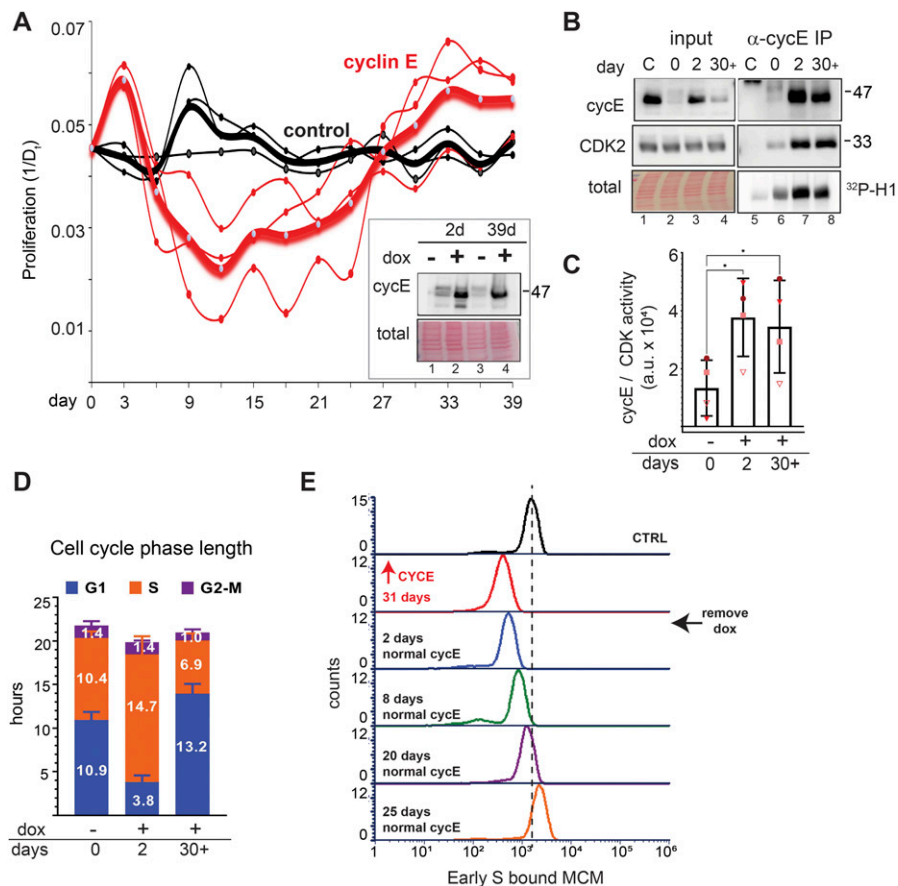 A
0.07
0.05
0.03
0.01
Proliferation (1/Dt)
cyclin E
control
2d 39d
dox - + - +
cycE -47
total
1 2 3 4
day
0 3 9 15 21 27 33 39
B
input α-cycE IP
day C 0 2 30+ C 0 2 30+
cycE -47
CDK2 -33
total ³²P-H1
1 2 3 4 5 6 7 8
C
cycE / CDK activity
(a.u. x 10⁴)
6
4
2
* *
dox - + +
days 0 2 30+
D
Cell cycle phase length
G1 S G2-M
hours
25
20
15
10
5
1.4 1.4 1.0
10.4 14.7 6.9
10.9 3.8 13.2
dox - + +
days 0 2 30+
E
counts
15
0
CTRL
12
0
CYCE
31 days
remove
dox
12
0
2 days
normal cycE
12
0
8 days
normal cycE
12
0
20 days
normal cycE
12
0
25 days
normal cycE
1 10¹ 10² 10³ 10⁴ 10⁵ 10⁶
Early S bound MCM